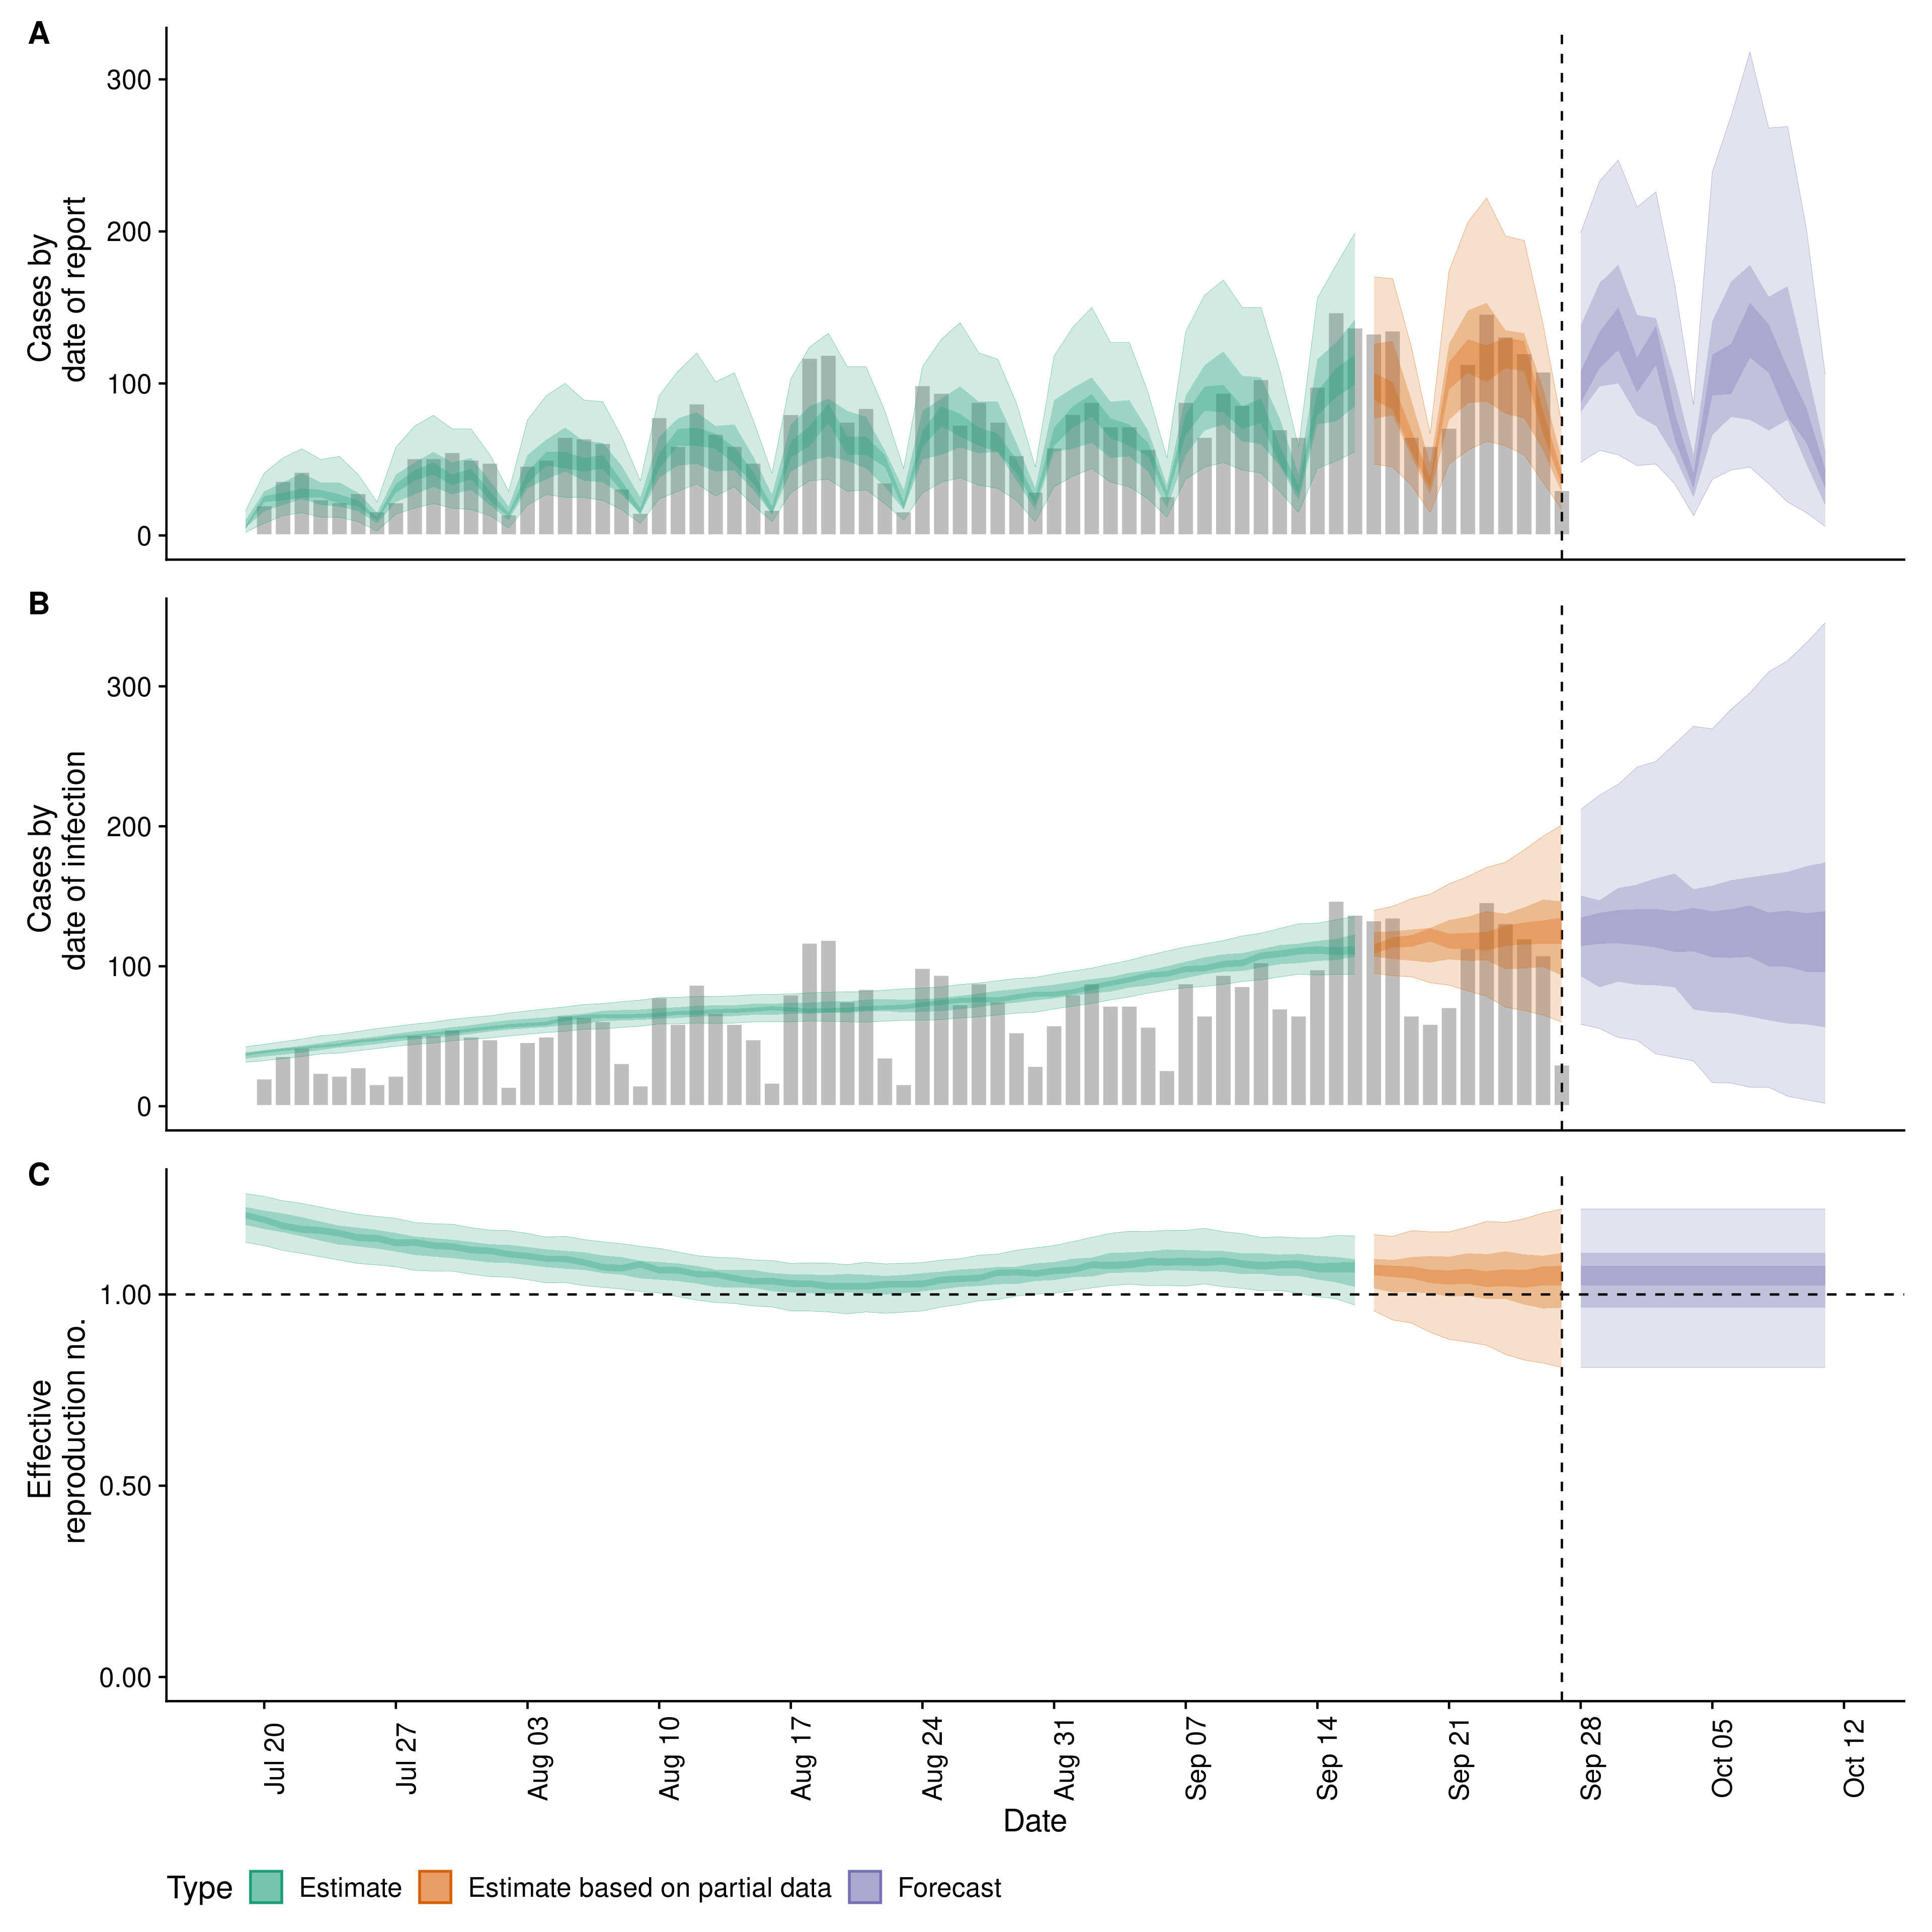 A
Cases by
date of report
300
200
100
0
B
Cases by
date of infection
300
200
100
0
C
Effective
reproduction no.
1.00
0.50
0.00
Jul 20
Jul 27
Aug 03
Aug 10
Aug 17
Aug 24
Aug 31
Sep 07
Sep 14
Sep 21
Sep 28
Oct 05
Oct 12
Date
Type
Estimate
Estimate based on partial data
Forecast